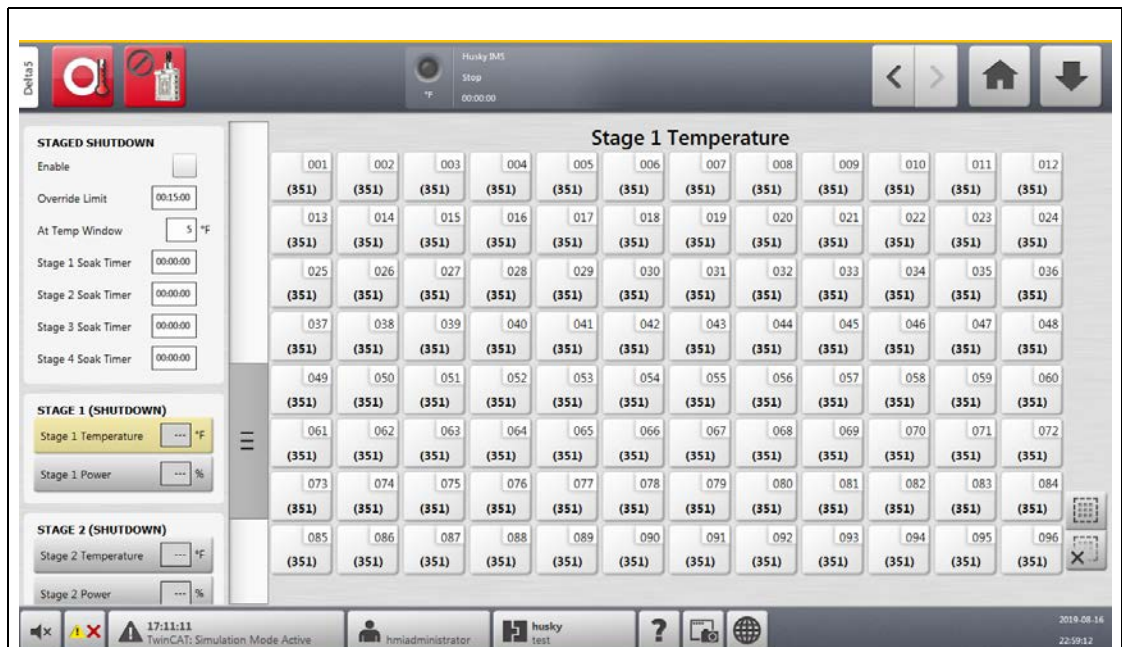 Delta5
Husky IMS
Stop
°F
00:00:00
STAGED SHUTDOWN
Enable
Override Limit 00:15:00
At Temp Window 5 °F
Stage 1 Soak Timer 00:00:00
Stage 2 Soak Timer 00:00:00
Stage 3 Soak Timer 00:00:00
Stage 4 Soak Timer 00:00:00
STAGE 1 (SHUTDOWN)
Stage 1 Temperature --- °F
Stage 1 Power --- %
STAGE 2 (SHUTDOWN)
Stage 2 Temperature --- °F
Stage 2 Power --- %
Stage 1 Temperature
001 002 003 004 005 006 007 008 009 010 011 012
(351) (351) (351) (351) (351) (351) (351) (351) (351) (351) (351) (351)
013 014 015 016 017 018 019 020 021 022 023 024
(351) (351) (351) (351) (351) (351) (351) (351) (351) (351) (351) (351)
025 026 027 028 029 030 031 032 033 034 035 036
(351) (351) (351) (351) (351) (351) (351) (351) (351) (351) (351) (351)
037 038 039 040 041 042 043 044 045 046 047 048
(351) (351) (351) (351) (351) (351) (351) (351) (351) (351) (351) (351)
049 050 051 052 053 054 055 056 057 058 059 060
(351) (351) (351) (351) (351) (351) (351) (351) (351) (351) (351) (351)
061 062 063 064 065 066 067 068 069 070 071 072
(351) (351) (351) (351) (351) (351) (351) (351) (351) (351) (351) (351)
073 074 075 076 077 078 079 080 081 082 083 084
(351) (351) (351) (351) (351) (351) (351) (351) (351) (351) (351) (351)
085 086 087 088 089 090 091 092 093 094 095 096
(351) (351) (351) (351) (351) (351) (351) (351) (351) (351) (351) (351)
17:11:11
TwinCAT: Simulation Mode Active
hmiadministrator
husky
test
?
2019-08-16
22:59:12